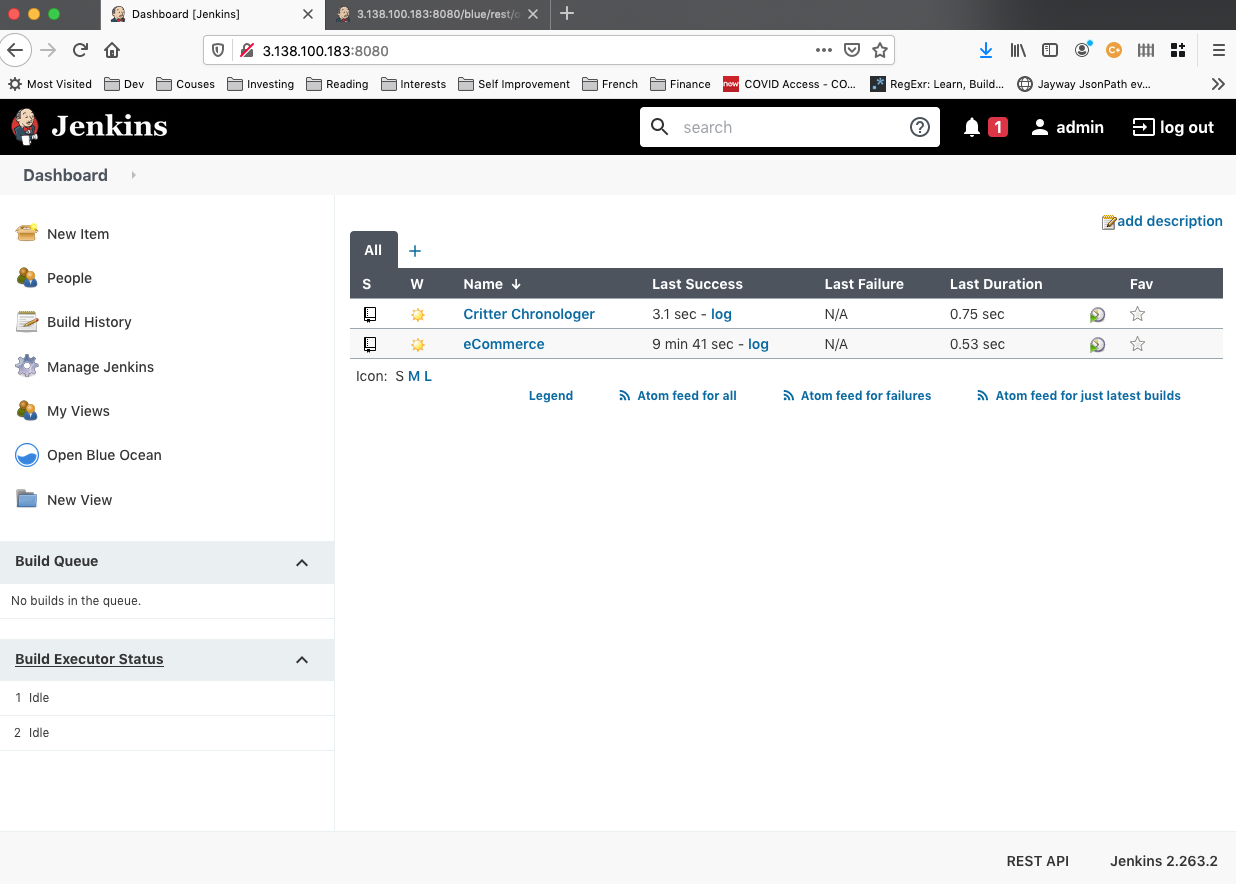 Dashboard [Jenkins]
3.138.100.183:8080/blue/rest/
3.138.100.183:8080
Most Visited Dev Couses Investing Reading Interests Self Improvement French Finance now COVID Access - CO... RegExr: Learn, Build... Jayway JsonPath ev...
Jenkins search 1 admin log out
Dashboard
add description
New Item
People
Build History
Manage Jenkins
My Views
Open Blue Ocean
New View
Build Queue
No builds in the queue.
Build Executor Status
1 Idle
2 Idle
All +
S W Name ↓ Last Success Last Failure Last Duration Fav
Critter Chronologer 3.1 sec - log N/A 0.75 sec
eCommerce 9 min 41 sec - log N/A 0.53 sec
Icon: S M L
Legend Atom feed for all Atom feed for failures Atom feed for just latest builds
REST API Jenkins 2.263.2